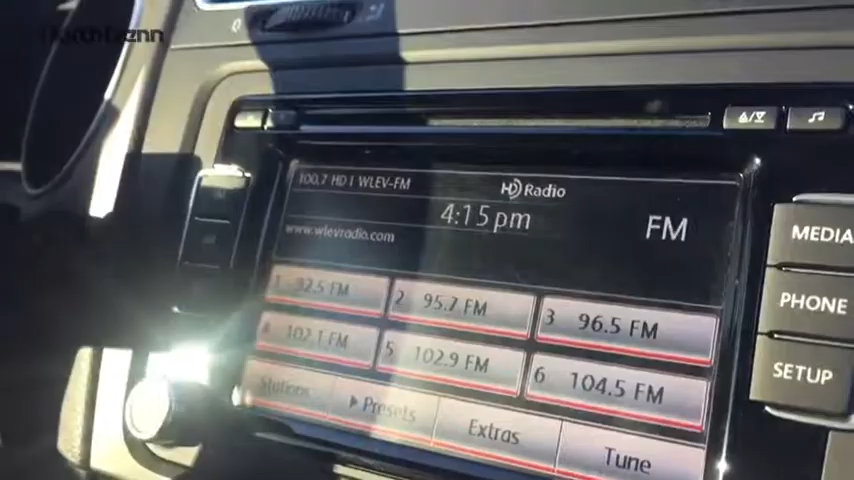 100.7 HD1 WLEV-FM
HD Radio
4:15 pm
FM
www.wlevradio.com
1 92.5 FM
2 95.7 FM
3 96.5 FM
4 102.1 FM
5 102.9 FM
6 104.5 FM
Stations
Presets
Extras
Tune
MEDIA
PHONE
SETUP